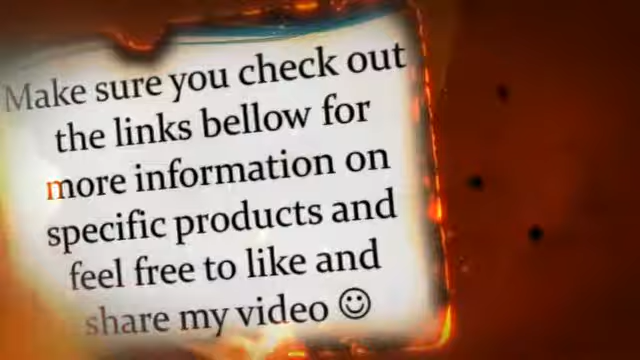 Make sure you check out
the links bellow for
more information on
specific products and
feel free to like and
share my video ☺